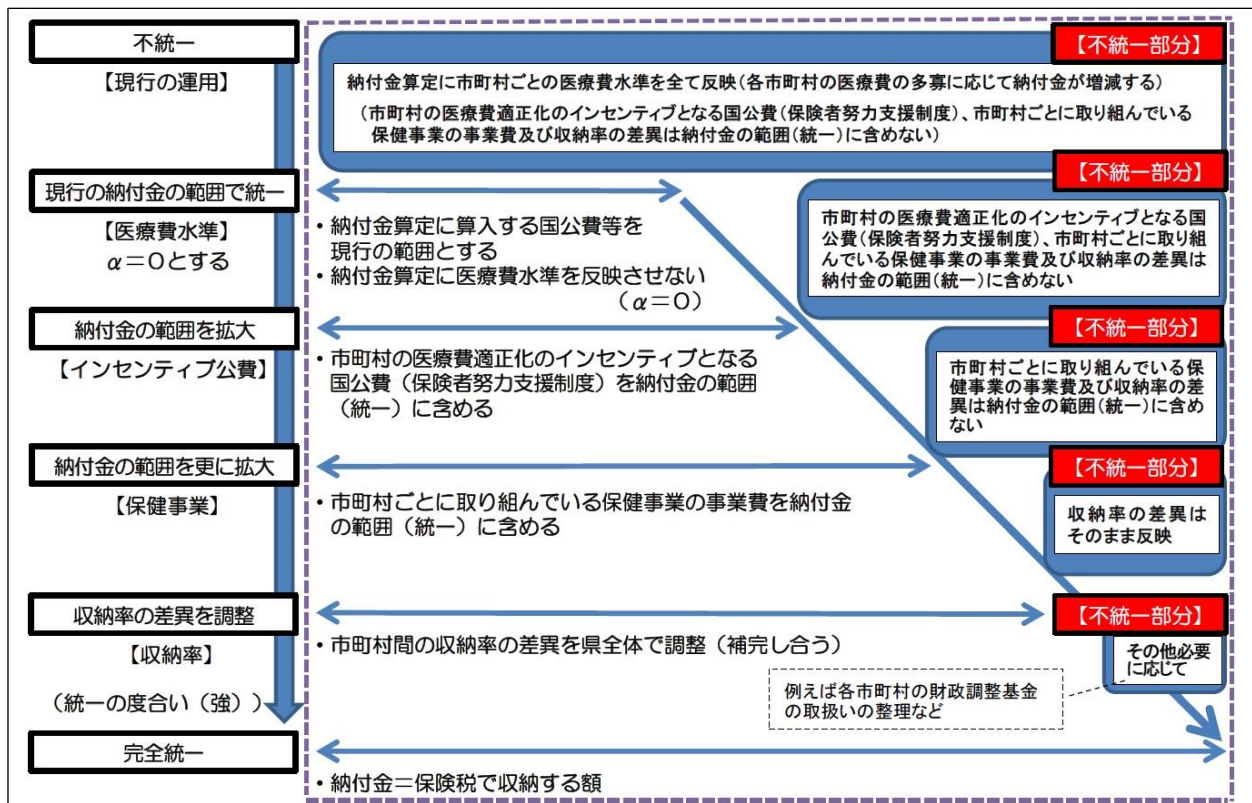 不統一
【現行の運用】
【不統一部分】
納付金算定に市町村ごとの医療費水準を全て反映(各市町村の医療費の多寡に応じて納付金が増減する)
(市町村の医療費適正化のインセンティブとなる国公費(保険者努力支援制度)、市町村ごとに取り組んでいる
保健事業の事業費及び収納率の差異は納付金の範囲(統一)に含めない)
現行の納付金の範囲で統一
【医療費水準】
α=0とする
・納付金算定に算入する国公費等を
現行の範囲とする
・納付金算定に医療費水準を反映させない
(α=0)
【不統一部分】
市町村の医療費適正化のインセンティブとなる国
公費(保険者努力支援制度)、市町村ごとに取り組
んでいる保健事業の事業費及び収納率の差異は
納付金の範囲(統一)に含めない
納付金の範囲を拡大
【インセンティブ公費】
・市町村の医療費適正化のインセンティブとなる
国公費(保険者努力支援制度)を納付金の範囲
(統一)に含める
【不統一部分】
市町村ごとに取り組んでいる保
健事業の事業費及び収納率の差
異は納付金の範囲(統一)に含め
ない
納付金の範囲を更に拡大
【保健事業】
・市町村ごとに取り組んでいる保健事業の事業費を納付金
の範囲(統一)に含める
【不統一部分】
収納率の差異は
そのまま反映
収納率の差異を調整
【収納率】
(統一の度合い(強))
・市町村間の収納率の差異を県全体で調整(補完し合う)
【不統一部分】
その他必要
に応じて
例えば各市町村の財政調整基金
の取扱いの整理など
完全統一
・納付金=保険税で収納する額